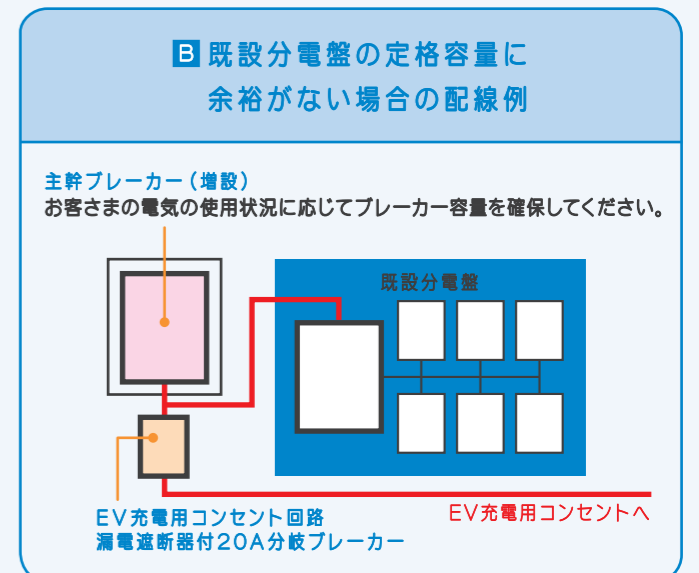 B 既設分電盤の定格容量に
余裕がない場合の配線例
主幹ブレーカー（増設）
お客さまの電気の使用状況に応じてブレーカー容量を確保してください。
既設分電盤
EV充電用コンセントへ
EV充電用コンセント回路
漏電遮断器付20A分岐ブレーカー